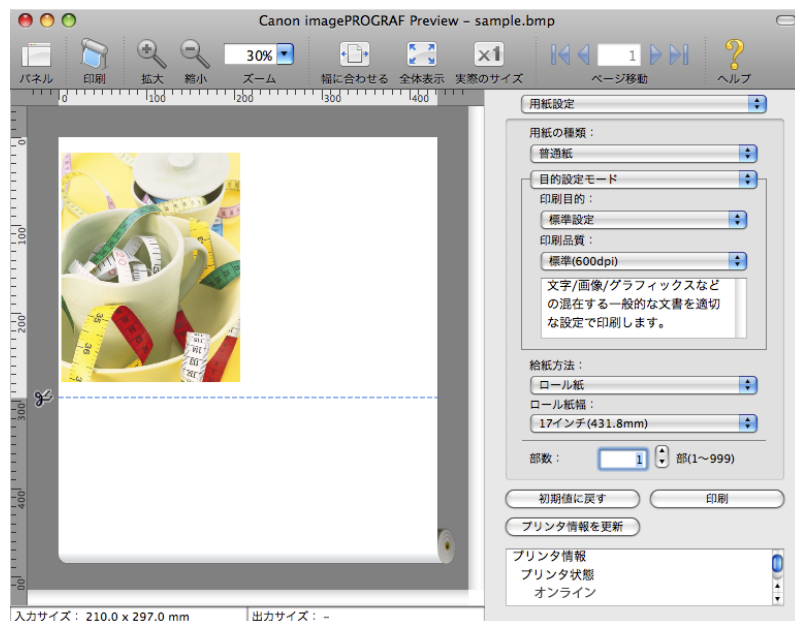 Canon imagePROGRAF Preview – sample.bmp
30%
1
パネル 印刷 拡大 縮小 ズーム 幅に合わせる 全体表示 実際のサイズ ページ移動 ヘルプ
0 100 200 300 400
用紙設定
用紙の種類：
普通紙
目的設定モード
印刷目的：
標準設定
印刷品質：
標準(600dpi)
文字/画像/グラフィックスなど
の混在する一般的な文書を適切
な設定で印刷します。
給紙方法：
ロール紙
ロール紙幅：
17インチ(431.8mm)
部数： 1 部(1〜999)
初期値に戻す 印刷
プリンタ情報を更新
プリンタ情報
プリンタ状態
オンライン
0
100
200
300
400
入力サイズ： 210.0 x 297.0 mm 出力サイズ： –